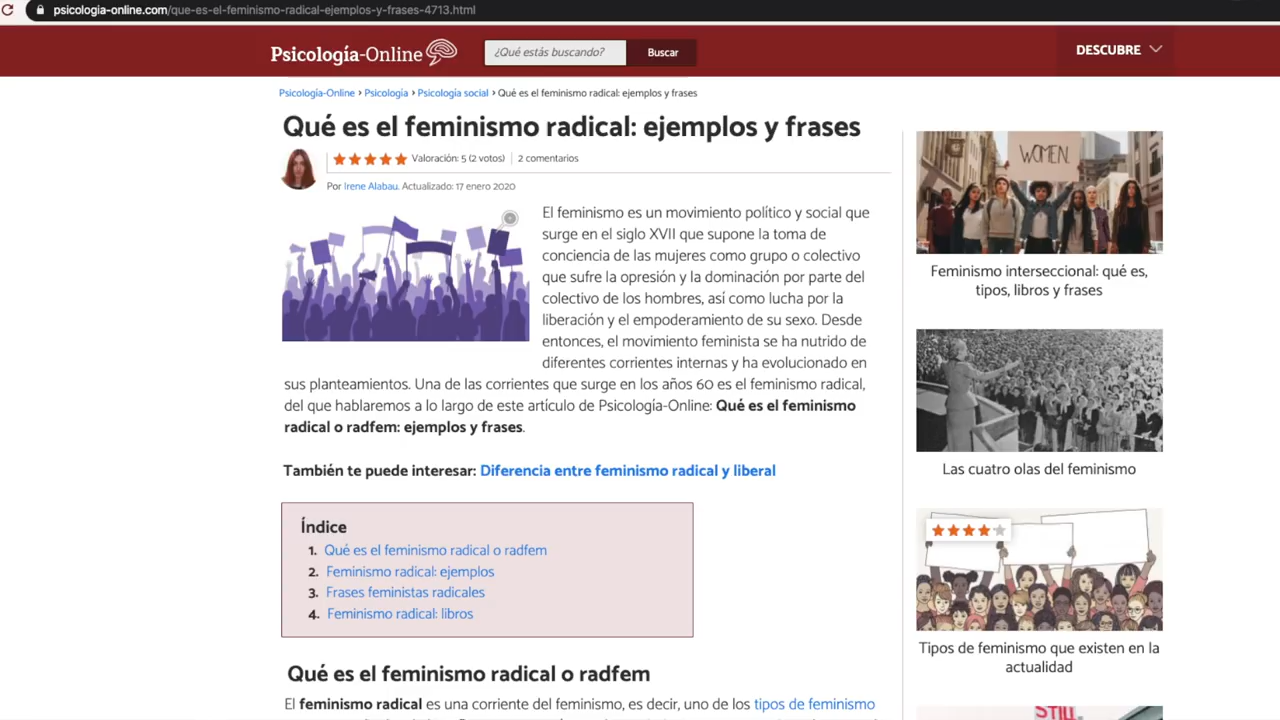 psicologia-online.com/que-es-el-feminismo-radical-ejemplos-y-frases-4713.html
Psicología-Online
¿Qué estás buscando?
Buscar
DESCUBRE
Psicología-Online › Psicología › Psicología social › Qué es el feminismo radical: ejemplos y frases
Qué es el feminismo radical: ejemplos y frases
Valoración: 5 (2 votos)
2 comentarios
Por Irene Alabau. Actualizado: 17 enero 2020
El feminismo es un movimiento político y social que
surge en el siglo XVII que supone la toma de
conciencia de las mujeres como grupo o colectivo
que sufre la opresión y la dominación por parte del
colectivo de los hombres, así como lucha por la
liberación y el empoderamiento de su sexo. Desde
entonces, el movimiento feminista se ha nutrido de
diferentes corrientes internas y ha evolucionado en
sus planteamientos. Una de las corrientes que surge en los años 60 es el feminismo radical,
del que hablaremos a lo largo de este artículo de Psicología-Online: Qué es el feminismo
radical o radfem: ejemplos y frases.
También te puede interesar: Diferencia entre feminismo radical y liberal
Índice
1. Qué es el feminismo radical o radfem
2. Feminismo radical: ejemplos
3. Frases feministas radicales
4. Feminismo radical: libros
Qué es el feminismo radical o radfem
El feminismo radical es una corriente del feminismo, es decir, uno de los tipos de feminismo
WOMEN.
Feminismo interseccional: qué es,
tipos, libros y frases
Las cuatro olas del feminismo
Tipos de feminismo que existen en la
actualidad
STILL